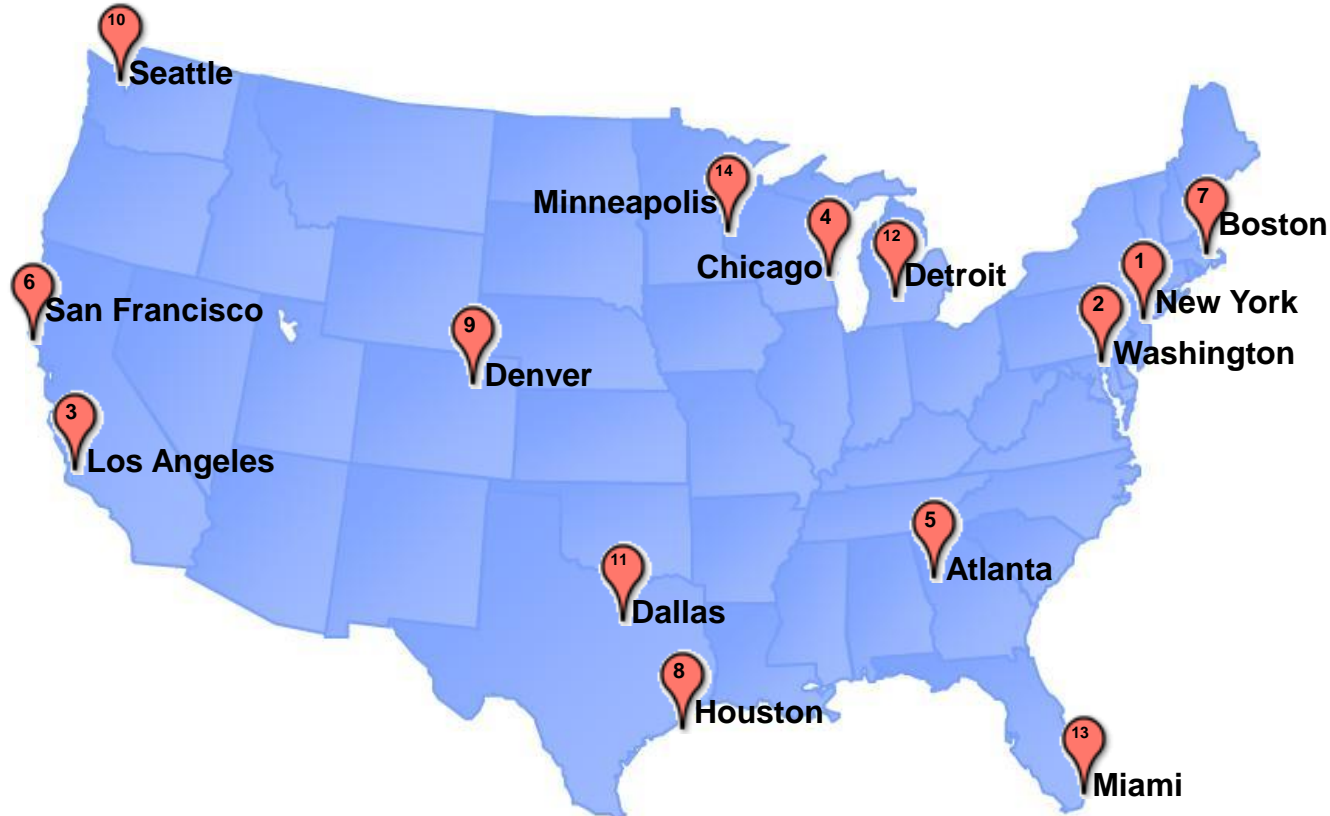 10
Seattle
14
Minneapolis
7
Boston
4
Chicago
12
Detroit
1
New York
6
San Francisco
2
Washington
9
Denver
3
Los Angeles
5
Atlanta
11
Dallas
8
Houston
13
Miami